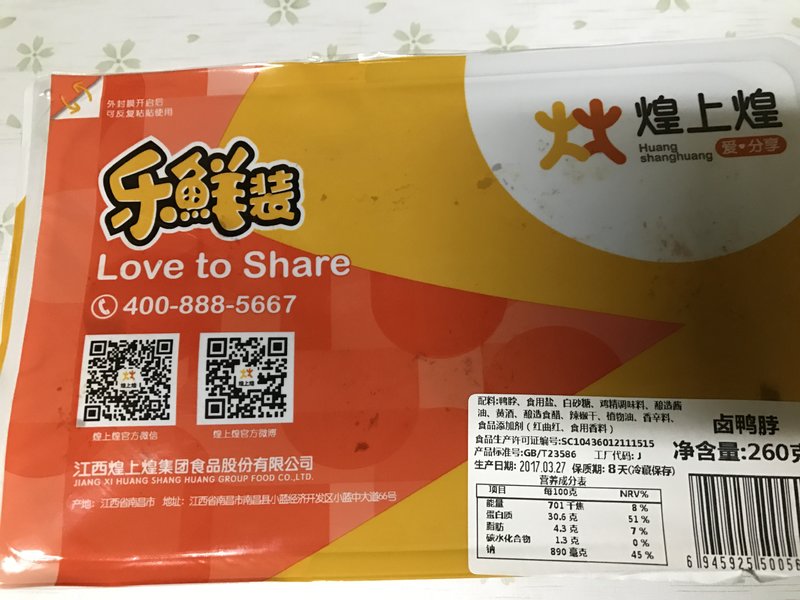 外封膜开启后
可反复粘贴使用
煌上煌
Huang
shanghuang
爱♥分享
乐鲜装
Love to Share
400-888-5667
煌上煌
煌上煌
煌上煌官方微信
煌上煌官方微博
江西煌上煌集团食品股份有限公司
JIANG XI HUANG SHANG HUANG GROUP FOOD CO.,LTD.
产地：江西省南昌市 地址：江西省南昌市南昌县小蓝经济开发区小蓝中大道66号
配料:鸭脖、食用盐、白砂糖、鸡精调味料、酿造酱
油、黄酒、酿造食醋、辣椒干、植物油、香辛料、
食品添加剂（红曲红、食用香料）
食品生产许可证编号:SC10436012111515
产品标准号:GB/T23586 工厂代码: J
生产日期: 2017.03.27 保质期: 8天(冷藏保存)
卤鸭脖
净含量:260克
营养成分表
项目 每100克 NRV%
能量 701 千焦 8 %
蛋白质 30.6 克 51 %
脂肪 4.3 克 7 %
碳水化合物 1.3 克 0 %
钠 890 毫克 45 %
6 945925 50056